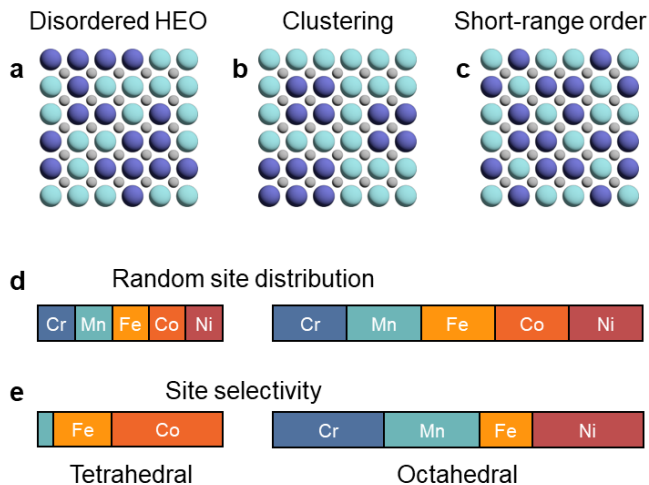 Disordered HEO Clustering Short-range order
a b c
d Random site distribution
Cr Mn Fe Co Ni Cr Mn Fe Co Ni
e Site selectivity
Fe Co Cr Mn Fe Ni
Tetrahedral Octahedral